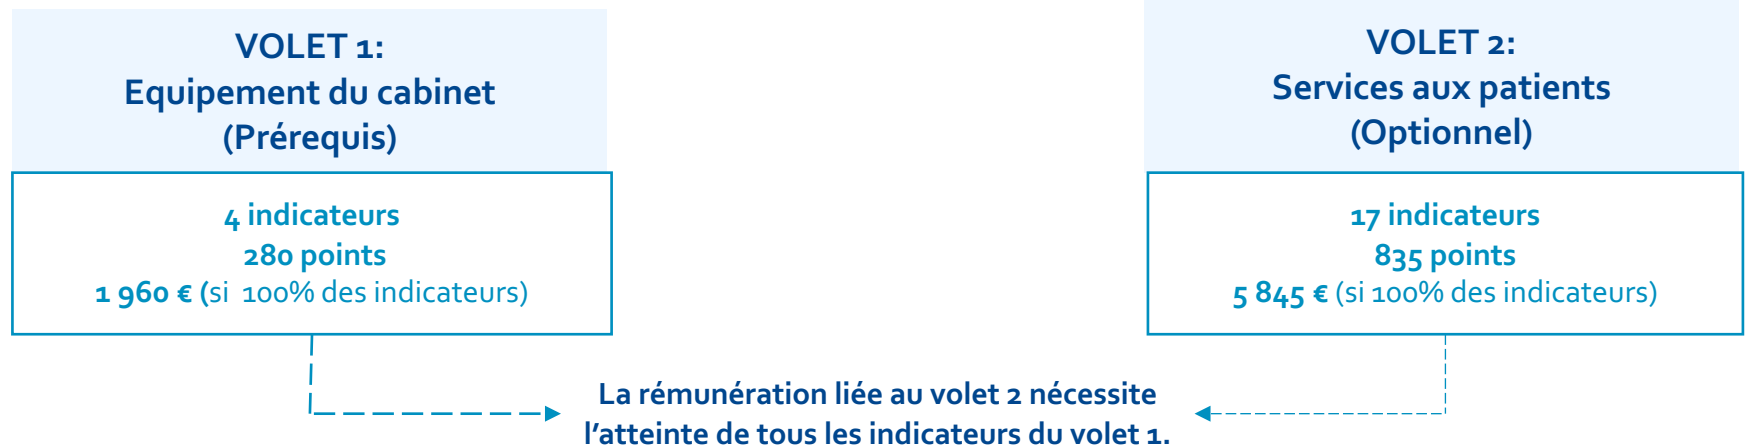 VOLET 1:
Equipement du cabinet
(Prérequis)
4 indicateurs
280 points
1 960 € (si  100% des indicateurs)
VOLET 2:
Services aux patients
(Optionnel)
17 indicateurs
835 points
5 845 € (si 100% des indicateurs)
La rémunération liée au volet 2 nécessite
l’atteinte de tous les indicateurs du volet 1.